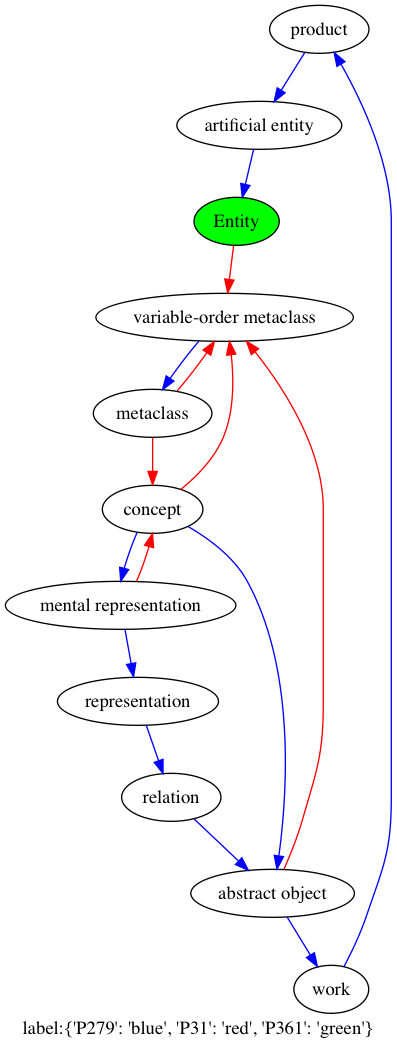 product
artificial entity
Entity
variable-order metaclass
metaclass
concept
mental representation
representation
relation
abstract object
work
label:{'P279': 'blue', 'P31': 'red', 'P361': 'green'}